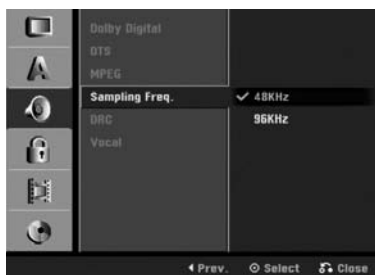 Dolby Digital
DTS
MPEG
Sampling Freq. ✓ 48KHz
DRC 96KHz
Vocal
Prev. Select Close